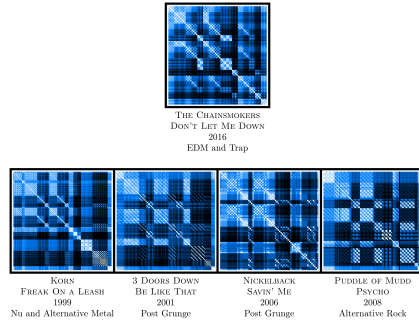 THE CHAINSMOKERS
DON'T LET ME DOWN
2016
EDM and Trap
KORN
FREAK ON A LEASH
1999
Nu and Alternative Metal
3 DOORS DOWN
BE LIKE THAT
2001
Post Grunge
NICKELBACK
SAVIN' ME
2006
Post Grunge
PUDDLE OF MUDD
PSYCHO
2008
Alternative Rock